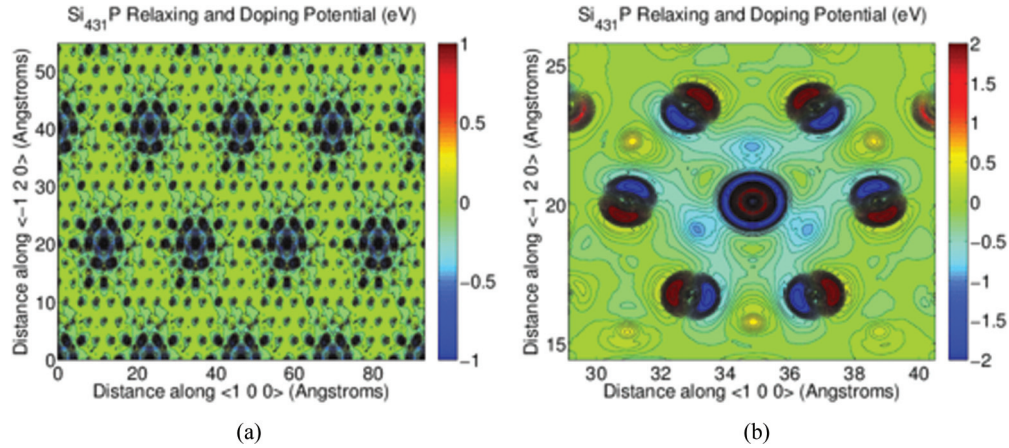 Si431P Relaxing and Doping Potential (eV)
Distance along <-1 2 0> (Angstroms)
50
40
30
20
10
0
0 20 40 60 80
Distance along <1 0 0> (Angstroms)
1
0.5
0
-0.5
-1
(a)
Si431P Relaxing and Doping Potential (eV)
Distance along <-1 2 0> (Angstroms)
25
20
15
30 32 34 36 38 40
Distance along <1 0 0> (Angstroms)
2
1.5
1
0.5
0
-0.5
-1
-1.5
-2
(b)